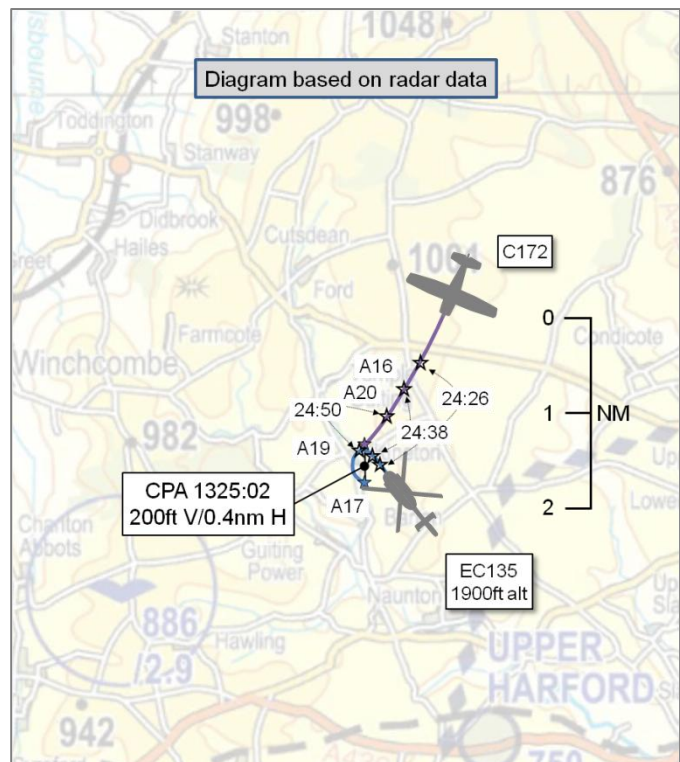 1048
Stanton
Diagram based on radar data
Toddington
998
Stanway
876
Didbrook
Hailes
Cutsdean
C172
Ford
0
Condicote
Farmcote
A16
Winchcombe
A20
24:26
24:50
1
NM
982
24:38
A19
CPA 1325:02
200ft V/0.4nm H
2
A17
Charlton
Abbots
Guiting
Power
EC135
1900ft alt
Naunton
886
/2.9
Hawling
UPPER
HARFORD
942